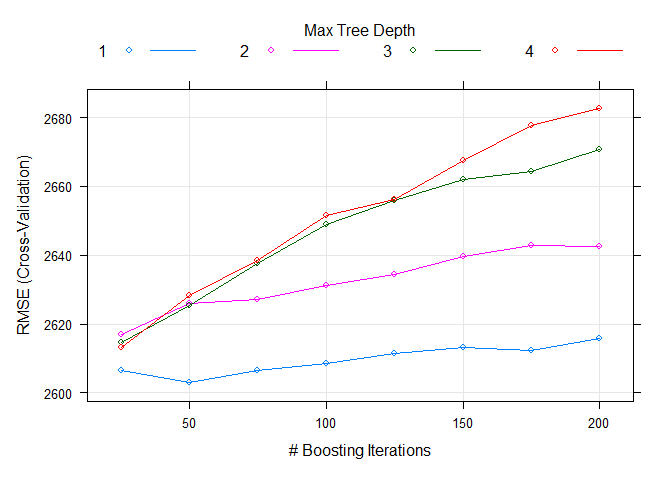 Max Tree Depth
1 2 3 4
2680
2660
2640
2620
2600
RMSE (Cross-Validation)
50 100 150 200
# Boosting Iterations